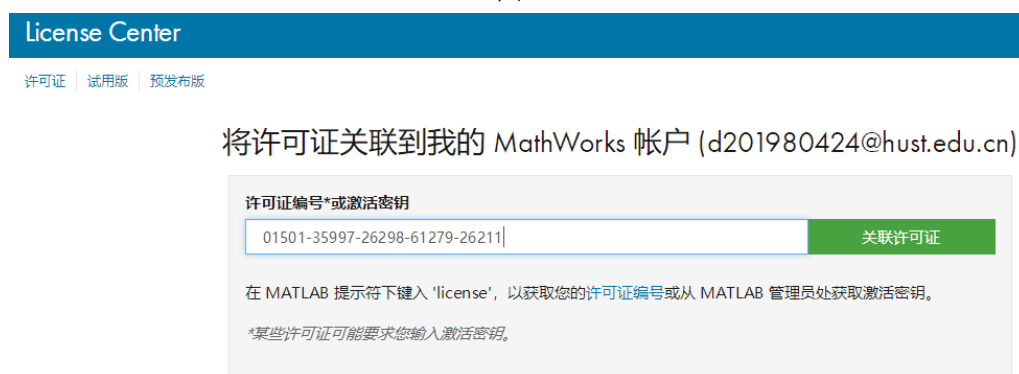 License Center
许可证 试用版 预发布版
将许可证关联到我的 MathWorks 帐户 (d201980424@hust.edu.cn)
许可证编号*或激活密钥
01501-35997-26298-61279-26211 关联许可证
在 MATLAB 提示符下键入 'license'，以获取您的许可证编号或从 MATLAB 管理员处获取激活密钥。
*某些许可证可能要求您输入激活密钥。